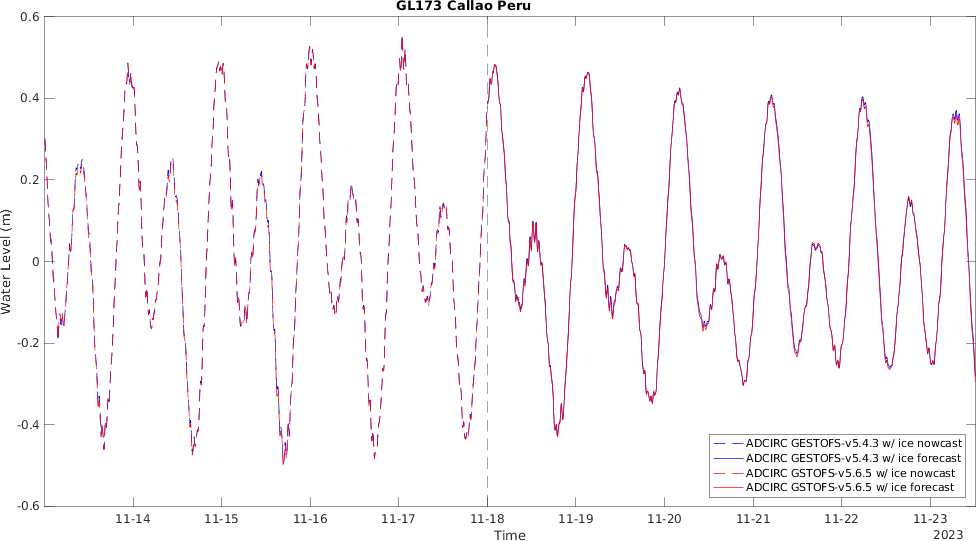 GL173 Callao Peru
0.6
0.4
0.2
0
-0.2
-0.4
-0.6
Water Level (m)
ADCIRC GESTOFS-v5.4.3 w/ ice nowcast
ADCIRC GESTOFS-v5.4.3 w/ ice forecast
ADCIRC GSTOFS-v5.6.5 w/ ice nowcast
ADCIRC GSTOFS-v5.6.5 w/ ice forecast
11-14 11-15 11-16 11-17 11-18 11-19 11-20 11-21 11-22 11-23
Time
2023